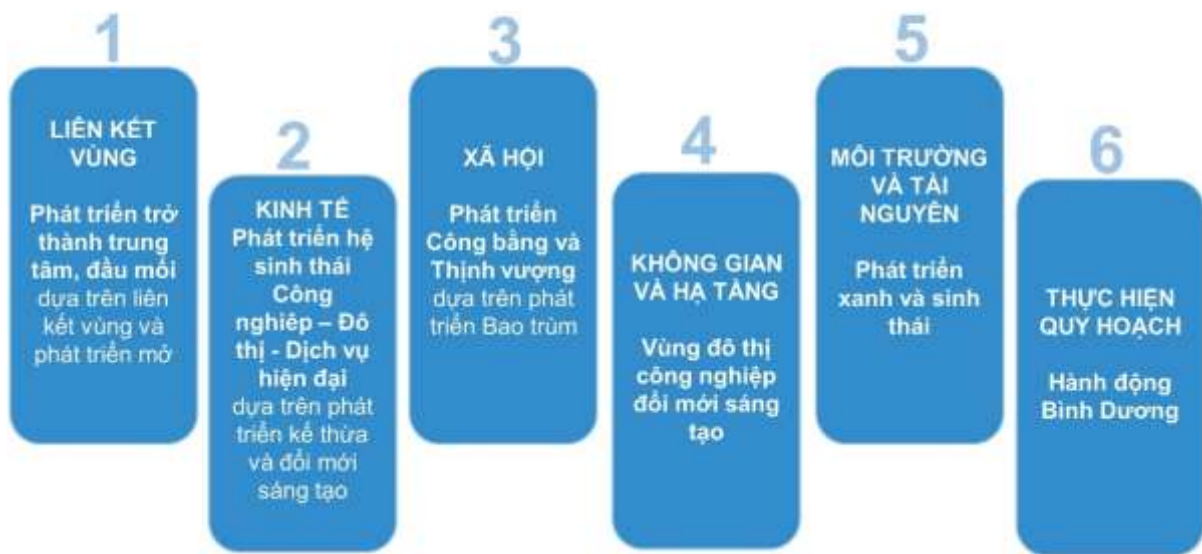 1
LIÊN KẾT
VÙNG
Phát triển trở
thành trung
tâm, đầu mối
dựa trên liên
kết vùng và
phát triển mở
2
KINH TẾ
Phát triển hệ
sinh thái
Công
nghiêp – Đô
thị - Dịch vụ
hiện đại
dựa trên phát
triển kế thừa
và đổi mới
sáng tạo
3
XÃ HỘI
Phát triển
Công bằng và
Thịnh vượng
dựa trên phát
triển Bao trùm
4
KHÔNG GIAN
VÀ HẠ TẦNG
Vùng đô thị
công nghiệp
đổi mới sáng
tạo
5
MÔI TRƯỜNG
VÀ TÀI
NGUYÊN
Phát triển
xanh và sinh
thái
6
THỰC HIỆN
QUY HOẠCH
Hành động
Bình Dương